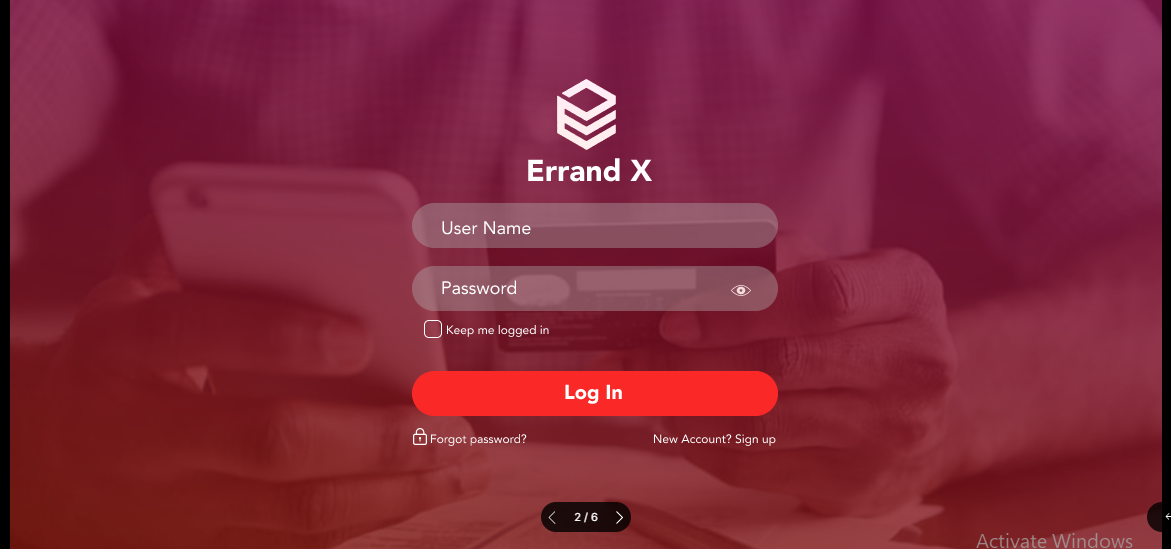 Errand X
User Name
Password
Keep me logged in
Log In
Forgot password? New Account? Sign up
2 / 6
Activate Windows